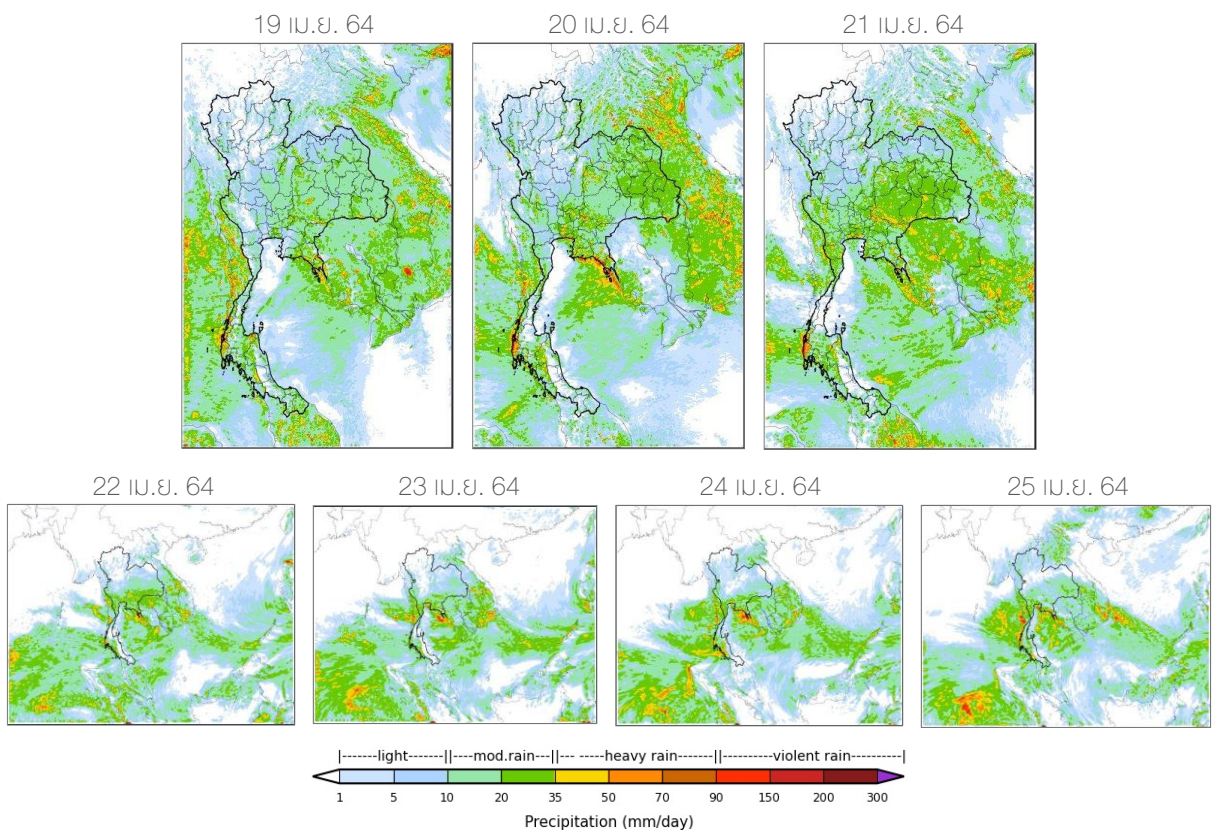 19 เม.ย. 64 20 เม.ย. 64 21 เม.ย. 64
22 เม.ย. 64 23 เม.ย. 64 24 เม.ย. 64 25 เม.ย. 64
|------light-------||----mod.rain---||--- ----heavy rain--------||---------violent rain-----------|
1 5 10 20 35 50 70 90 150 200 300
Precipitation (mm/day)